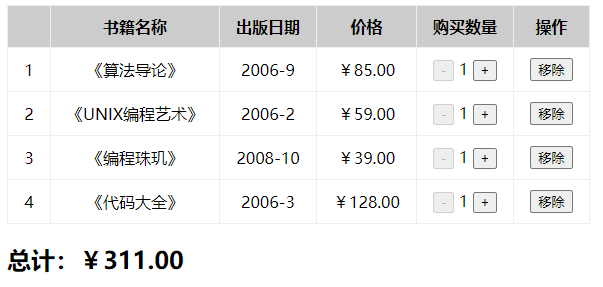 书籍名称 出版日期 价格 购买数量 操作
1 《算法导论》 2006-9 ￥85.00 - 1 + 移除
2 《UNIX编程艺术》 2006-2 ￥59.00 - 1 + 移除
3 《编程珠玑》 2008-10 ￥39.00 - 1 + 移除
4 《代码大全》 2006-3 ￥128.00 - 1 + 移除
总计：￥311.00